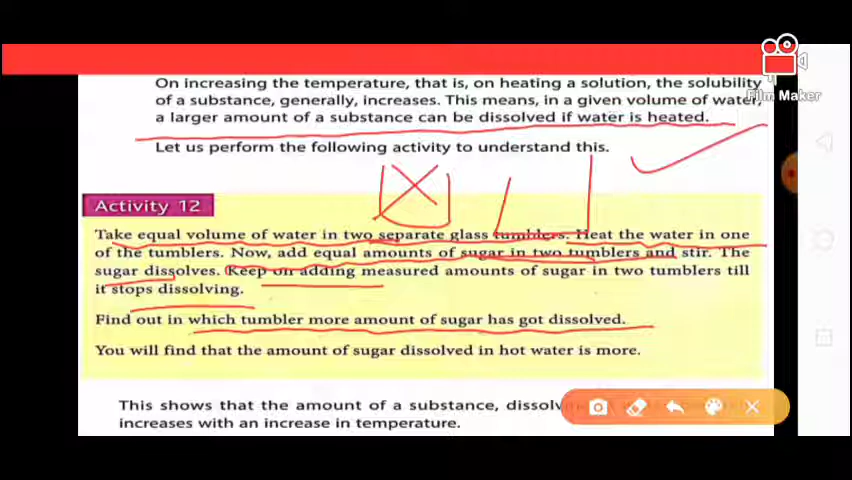 On increasing the temperature, that is, on heating a solution, the solubility
of a substance, generally, increases. This means, in a given volume of water,
a larger amount of a substance can be dissolved if water is heated.
Film Maker
Let us perform the following activity to understand this.
Activity 12
Take equal volume of water in two separate glass tumblers. Heat the water in one
of the tumblers. Now, add equal amounts of sugar in two tumblers and stir. The
sugar dissolves. Keep on adding measured amounts of sugar in two tumblers till
it stops dissolving.
Find out in which tumbler more amount of sugar has got dissolved.
You will find that the amount of sugar dissolved in hot water is more.
This shows that the amount of a substance,
increases with an increase in temperature.